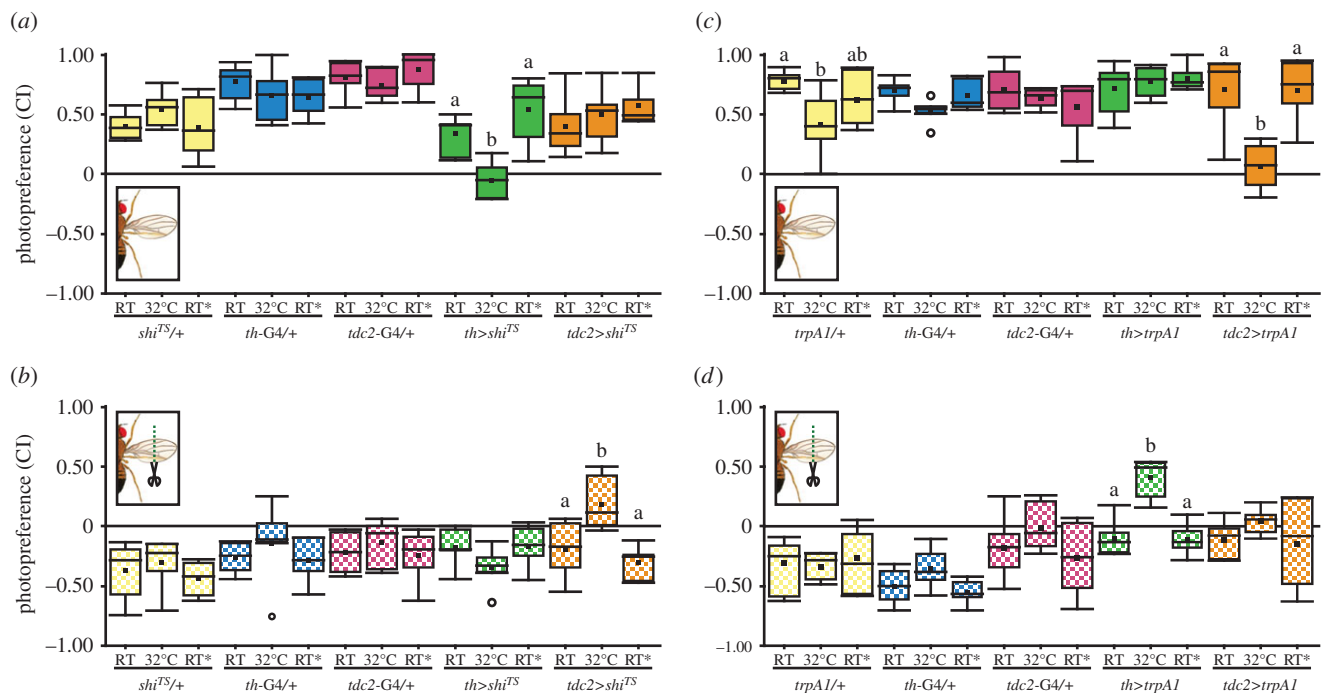 (a)
1.00
a
a
0.50
b
0
photopreference (CI)
–0.50
–1.00
RT 32°C RT* RT 32°C RT* RT 32°C RT* RT 32°C RT* RT 32°C RT*
shiTS/+ th-G4/+ tdc2-G4/+ th>shiTS tdc2>shiTS
(c)
1.00
a b ab a a
0.50
b
0
photopreference (CI)
–0.50
–1.00
RT 32°C RT* RT 32°C RT* RT 32°C RT* RT 32°C RT* RT 32°C RT*
trpA1/+ th-G4/+ tdc2-G4/+ th>trpA1 tdc2>trpA1
(b)
1.00
0.50
b
a a
0
photopreference (CI)
–0.50
–1.00
RT 32°C RT* RT 32°C RT* RT 32°C RT* RT 32°C RT* RT 32°C RT*
shiTS/+ th-G4/+ tdc2-G4/+ th>shiTS tdc2>shiTS
(d)
1.00
b
0.50
a a
0
photopreference (CI)
–0.50
–1.00
RT 32°C RT* RT 32°C RT* RT 32°C RT* RT 32°C RT* RT 32°C RT*
trpA1/+ th-G4/+ tdc2-G4/+ th>trpA1 tdc2>trpA1